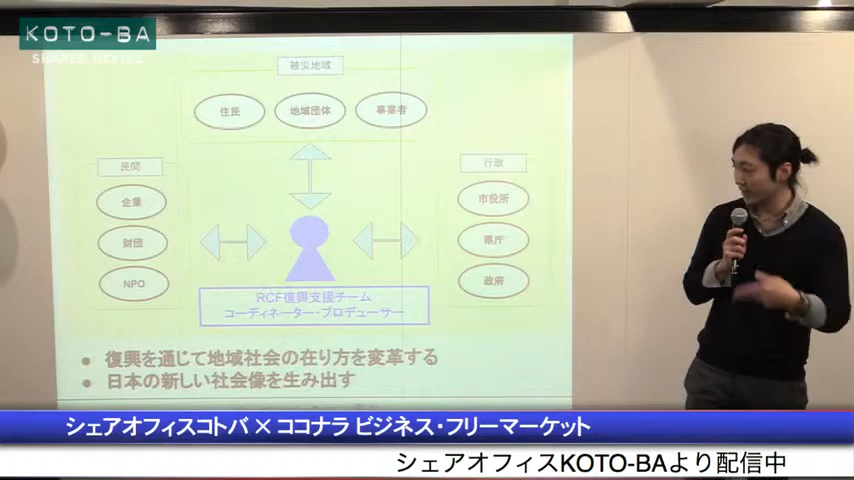 KOTO-BA
SHARED OFFICE
被災地域
住民
地域団体
事業者
民間
企業
財団
NPO
行政
市役所
県庁
政府
RCF復興支援チーム
コーディネーター・プロデューサー
● 復興を通じて地域社会の在り方を変革する
● 日本の新しい社会像を生み出す
シェアオフィスコトバ × ココナラ ビジネス・フリーマーケット
シェアオフィスKOTO-BAより配信中